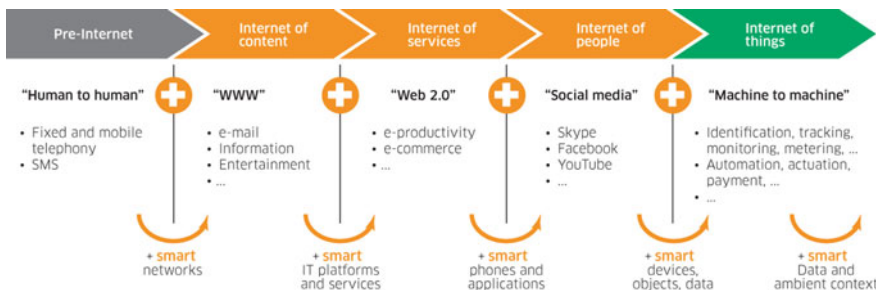 Pre-Internet
Internet of
content
Internet of
services
Internet of
people
Internet of
things
"Human to human"
• Fixed and mobile
telephony
• SMS
"WWW"
• e-mail
• Information
• Entertainment
• ...
"Web 2.0"
• e-productivity
• e-commerce
• ...
"Social media"
• Skype
• Facebook
• YouTube
• ...
"Machine to machine"
• Identification, tracking,
monitoring, metering, ...
• Automation, actuation,
payment, ...
• ...
+ smart
networks
+ smart
IT platforms
and services
+ smart
phones and
applications
+ smart
devices,
objects, data
+ smart
Data and
ambient context